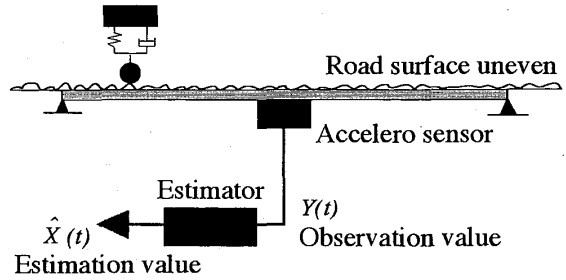 Road surface uneven
Accelero sensor
Estimator
Y(t)
X̂ (t)
Observation value
Estimation value